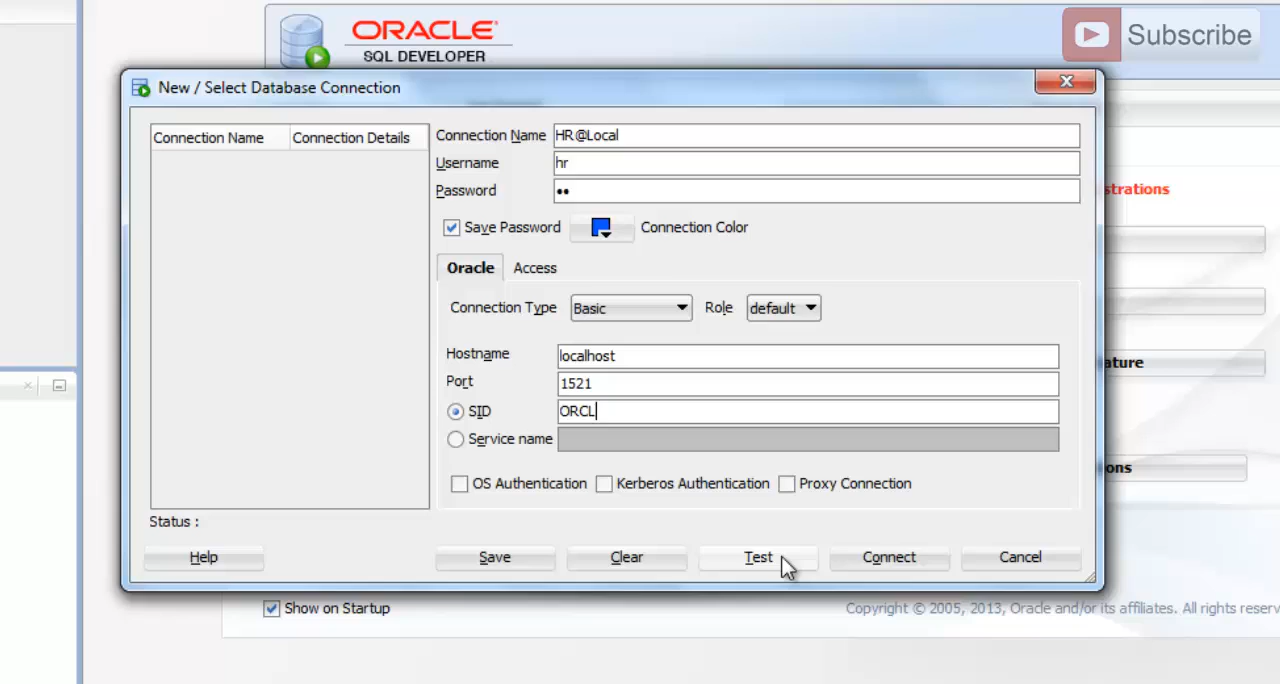 ORACLE
SQL DEVELOPER
Subscribe
New / Select Database Connection
Connection Name Connection Details
Connection Name HR@Local
Username hr
Password ••
Save Password Connection Color
Oracle Access
Connection Type Basic Role default
Hostname localhost
Port 1521
SID ORCL
Service name
OS Authentication Kerberos Authentication Proxy Connection
Status :
Help Save Clear Test Connect Cancel
strations
ature
ons
Show on Startup
Copyright © 2005, 2013, Oracle and/or its affiliates. All rights reserv